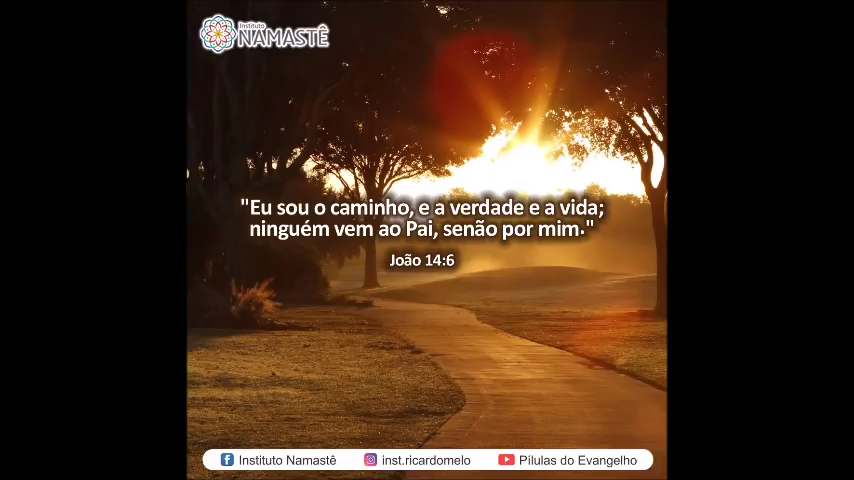 Instituto
NAMASTÊ
"Eu sou o caminho, e a verdade e a vida;
ninguém vem ao Pai, senão por mim."
João 14:6
Instituto Namastê inst.ricardomelo Pílulas do Evangelho